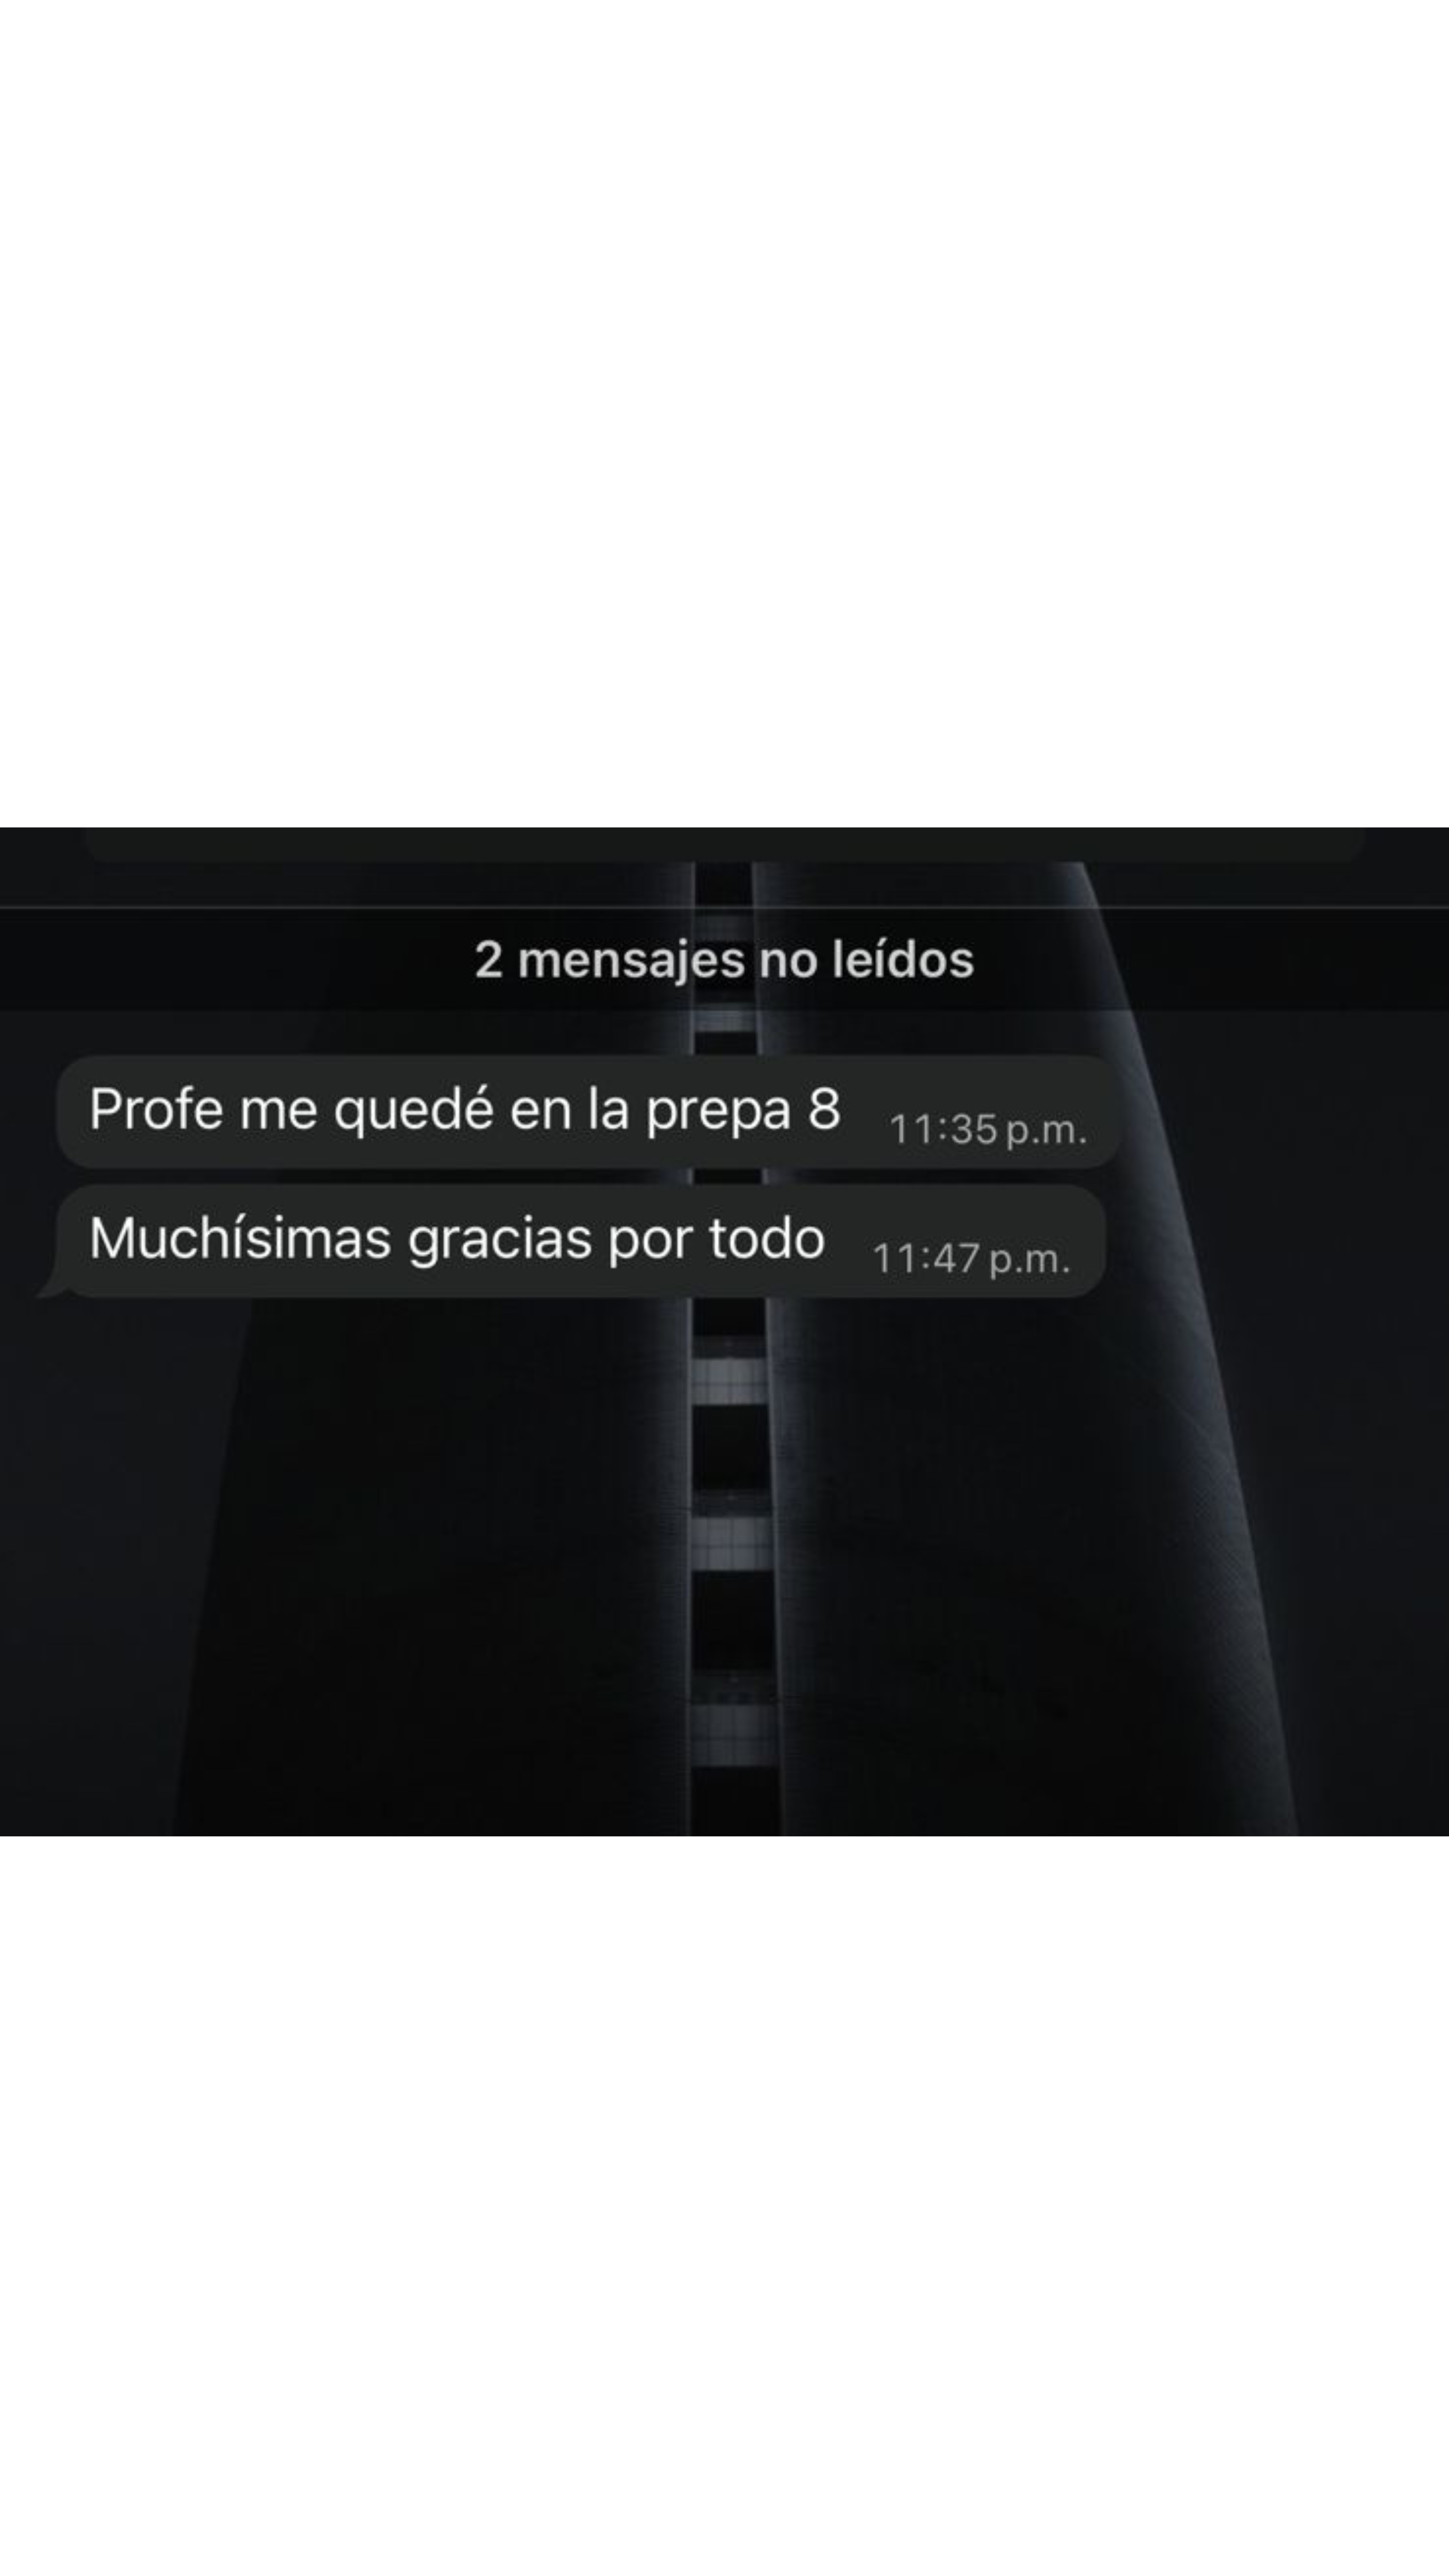 2 mensajes no leídos
Profe me quedé en la prepa 8 11:35 p.m.
Muchísimas gracias por todo 11:47 p.m.